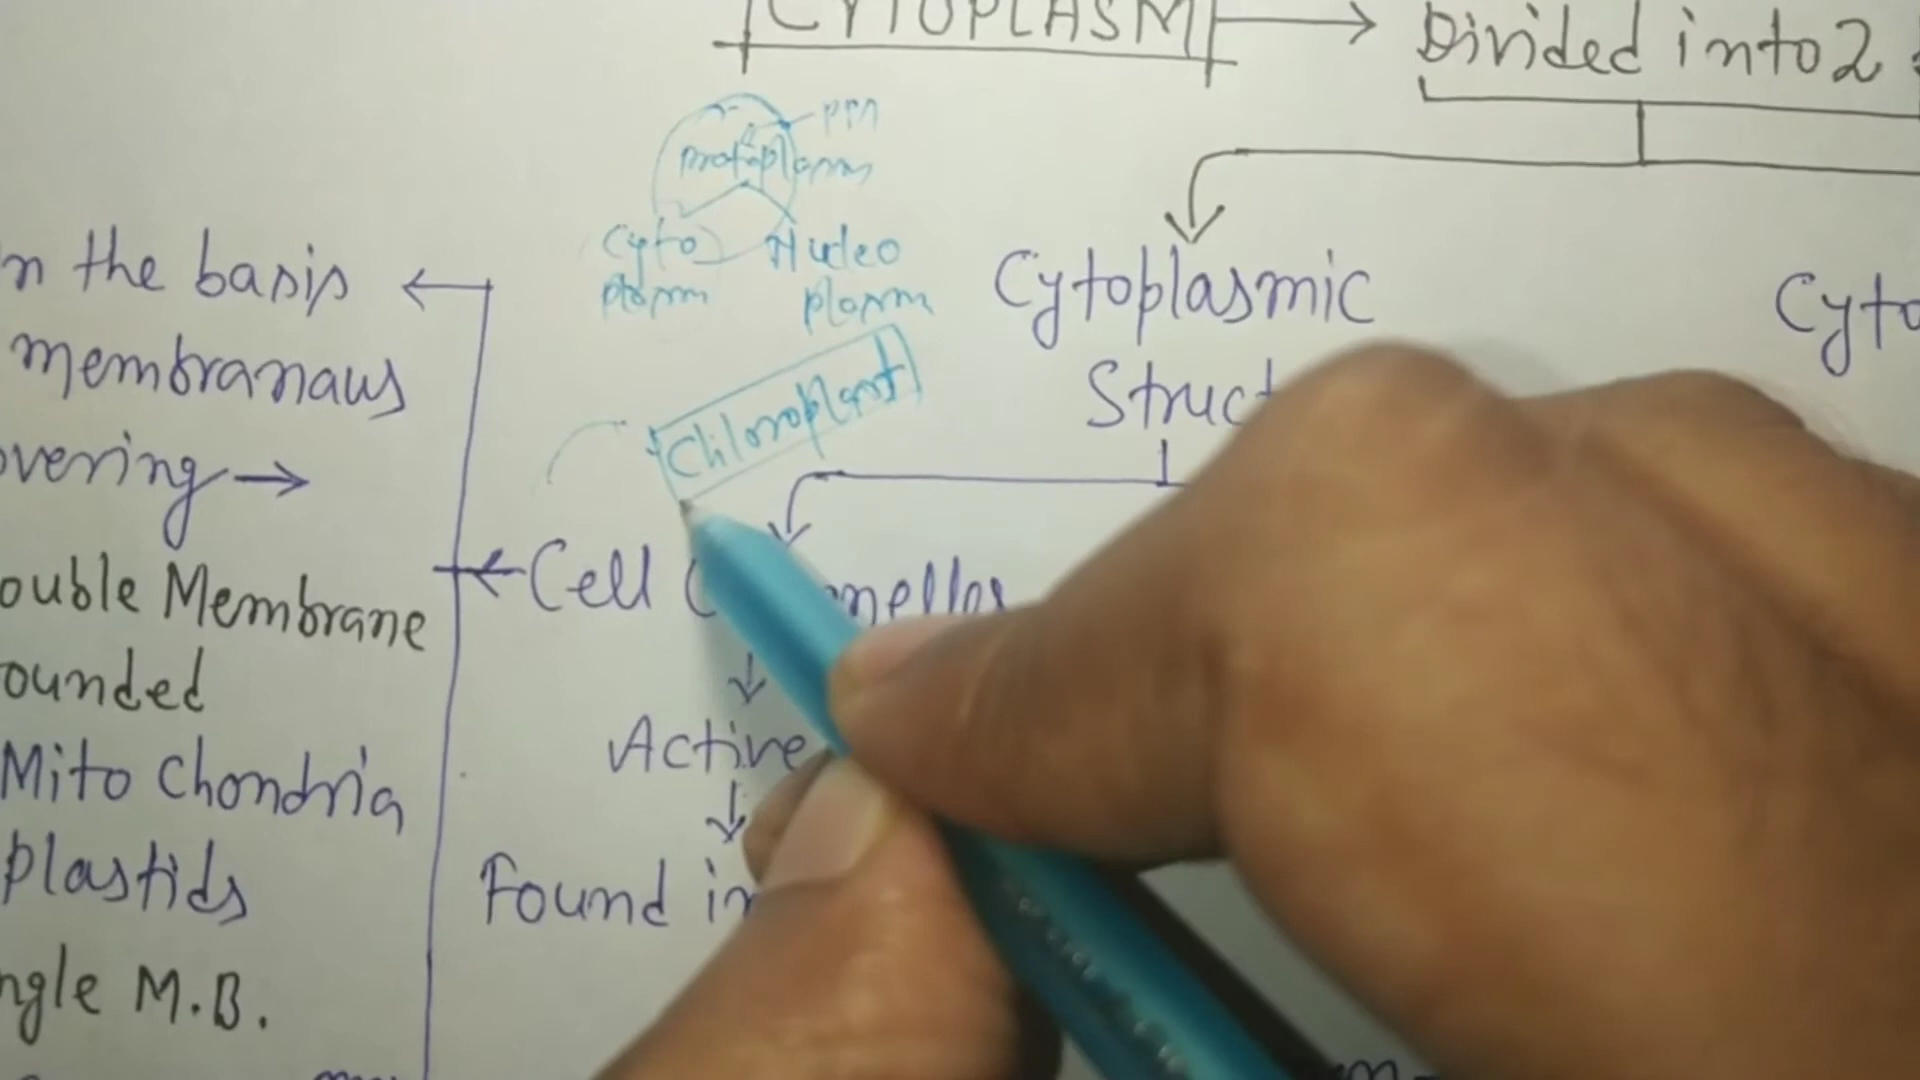 CYTOPLASM
Divided into 2
protoplasm
Cyto
plasm
Nucleo
plasm
Cytoplasmic
Struct
Cyto
Chloroplast
n the basis
membranaus
overing
ouble Membrane
ounded
Mito Chondria
plastids
ngle M.B.
Cell
Active
Found in